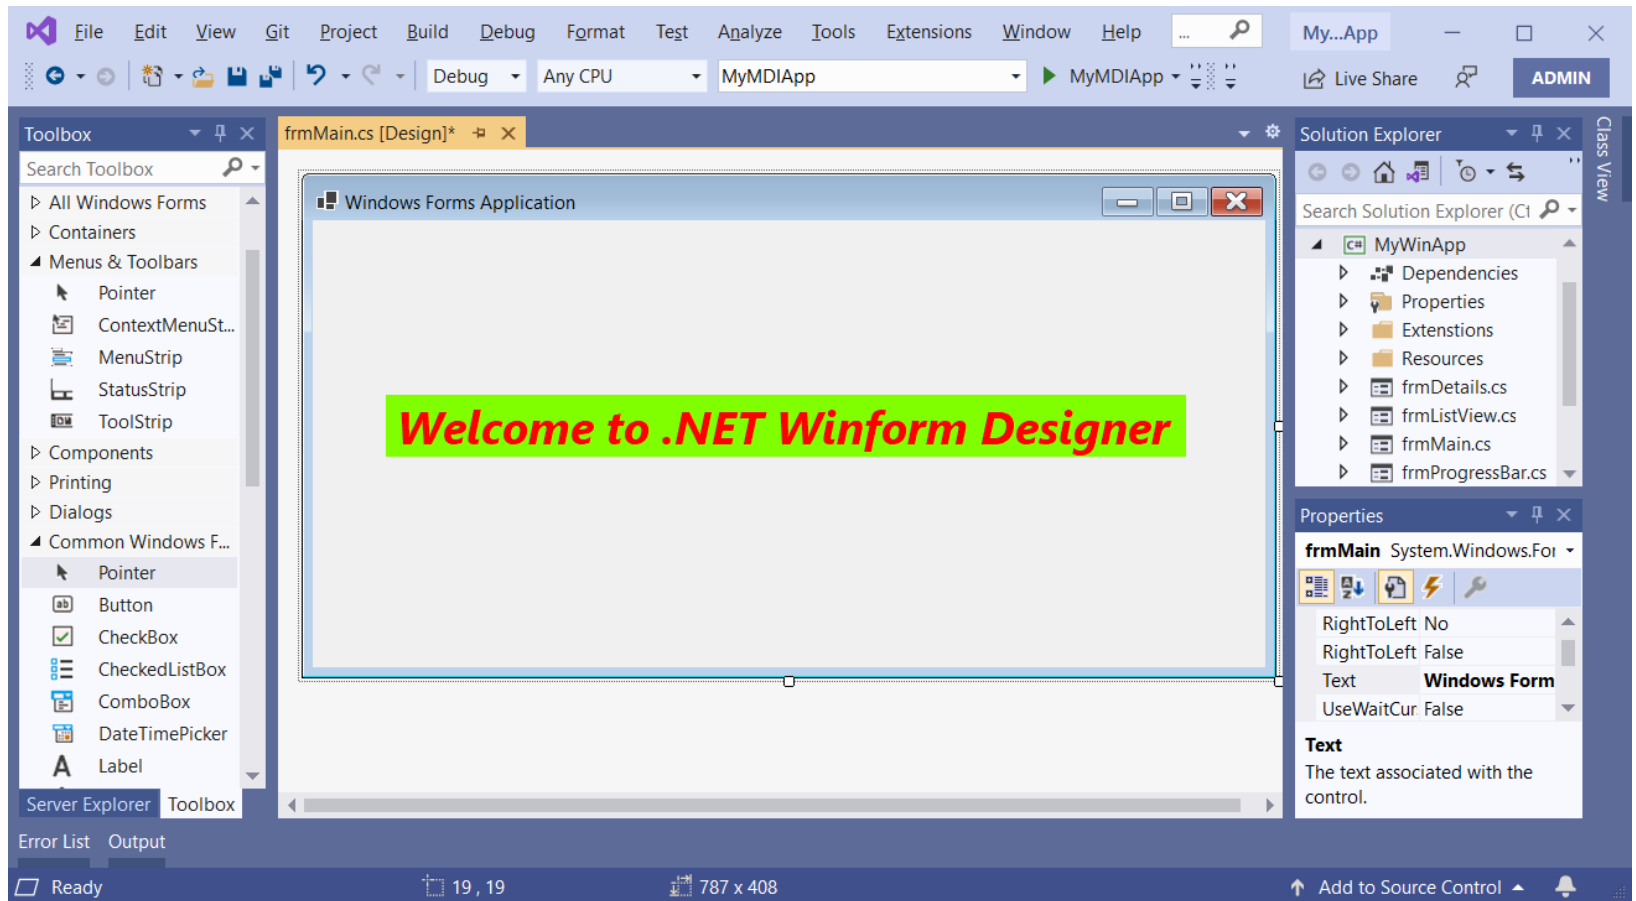 File Edit View Git Project Build Debug Format Test Analyze Tools Extensions Window Help ... My...App
Debug Any CPU MyMDIApp MyMDIApp Live Share ADMIN
Toolbox
Search Toolbox
All Windows Forms
Containers
Menus & Toolbars
Pointer
ContextMenuSt...
MenuStrip
StatusStrip
ToolStrip
Components
Printing
Dialogs
Common Windows F...
Pointer
Button
CheckBox
CheckedListBox
ComboBox
DateTimePicker
Label
Server Explorer Toolbox
frmMain.cs [Design]*
Windows Forms Application
Welcome to .NET Winform Designer
Solution Explorer
Search Solution Explorer (Ct
C# MyWinApp
Dependencies
Properties
Extenstions
Resources
frmDetails.cs
frmListView.cs
frmMain.cs
frmProgressBar.cs
Class View
Properties
frmMain System.Windows.For
RightToLeft No
RightToLeft False
Text Windows Form
UseWaitCur False
Text
The text associated with the
control.
Error List Output
Ready 19 , 19 787 x 408 Add to Source Control